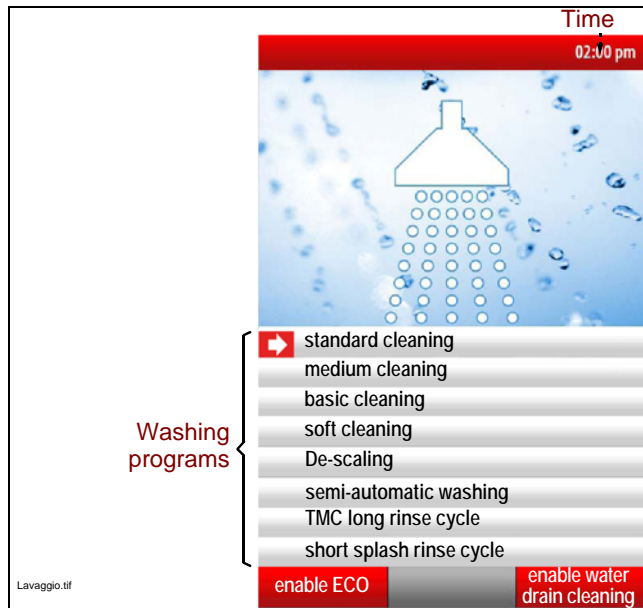 Time
02:00 pm
standard cleaning
medium cleaning
basic cleaning
soft cleaning
De-scaling
semi-automatic washing
TMC long rinse cycle
short splash rinse cycle
Washing
programs
enable ECO
enable water
drain cleaning
Lavaggio.tif